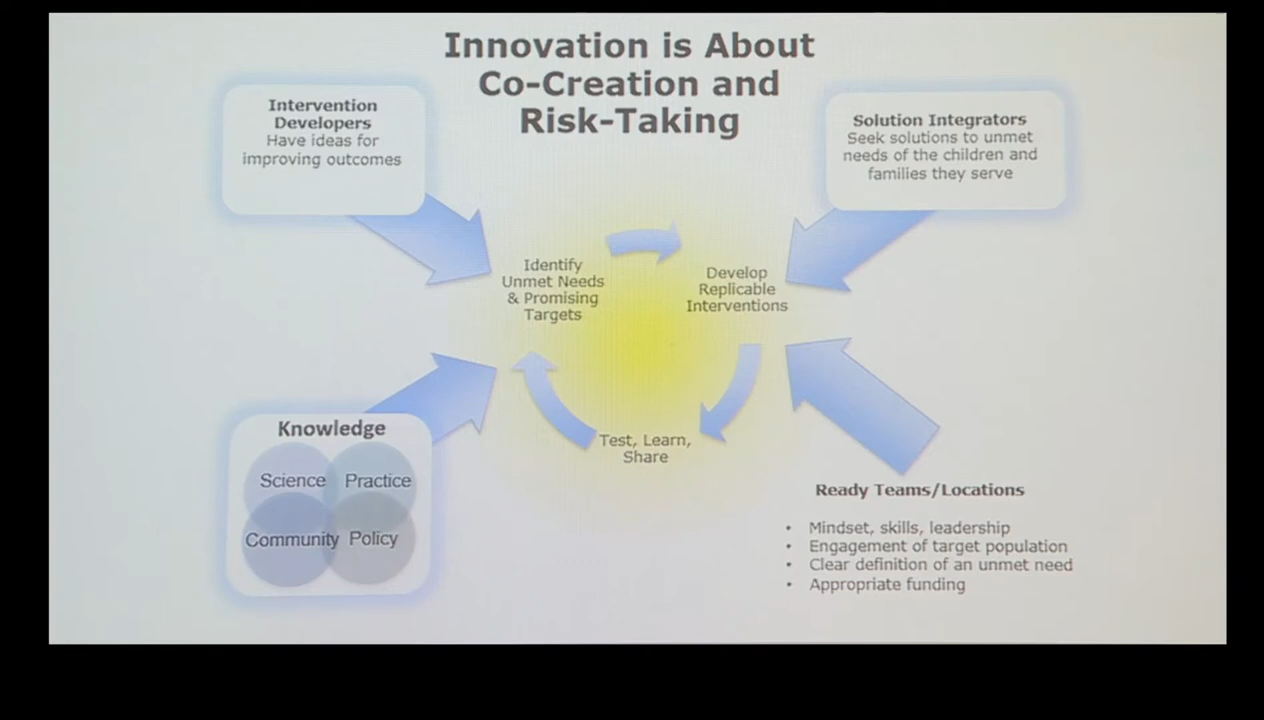 Innovation is About
Co-Creation and
Risk-Taking
Intervention
Developers
Have ideas for
improving outcomes
Solution Integrators
Seek solutions to unmet
needs of the children and
families they serve
Identify
Unmet Needs
& Promising
Targets
Develop
Replicable
Interventions
Test, Learn,
Share
Knowledge
Science Practice
Community Policy
Ready Teams/Locations
• Mindset, skills, leadership
• Engagement of target population
• Clear definition of an unmet need
• Appropriate funding